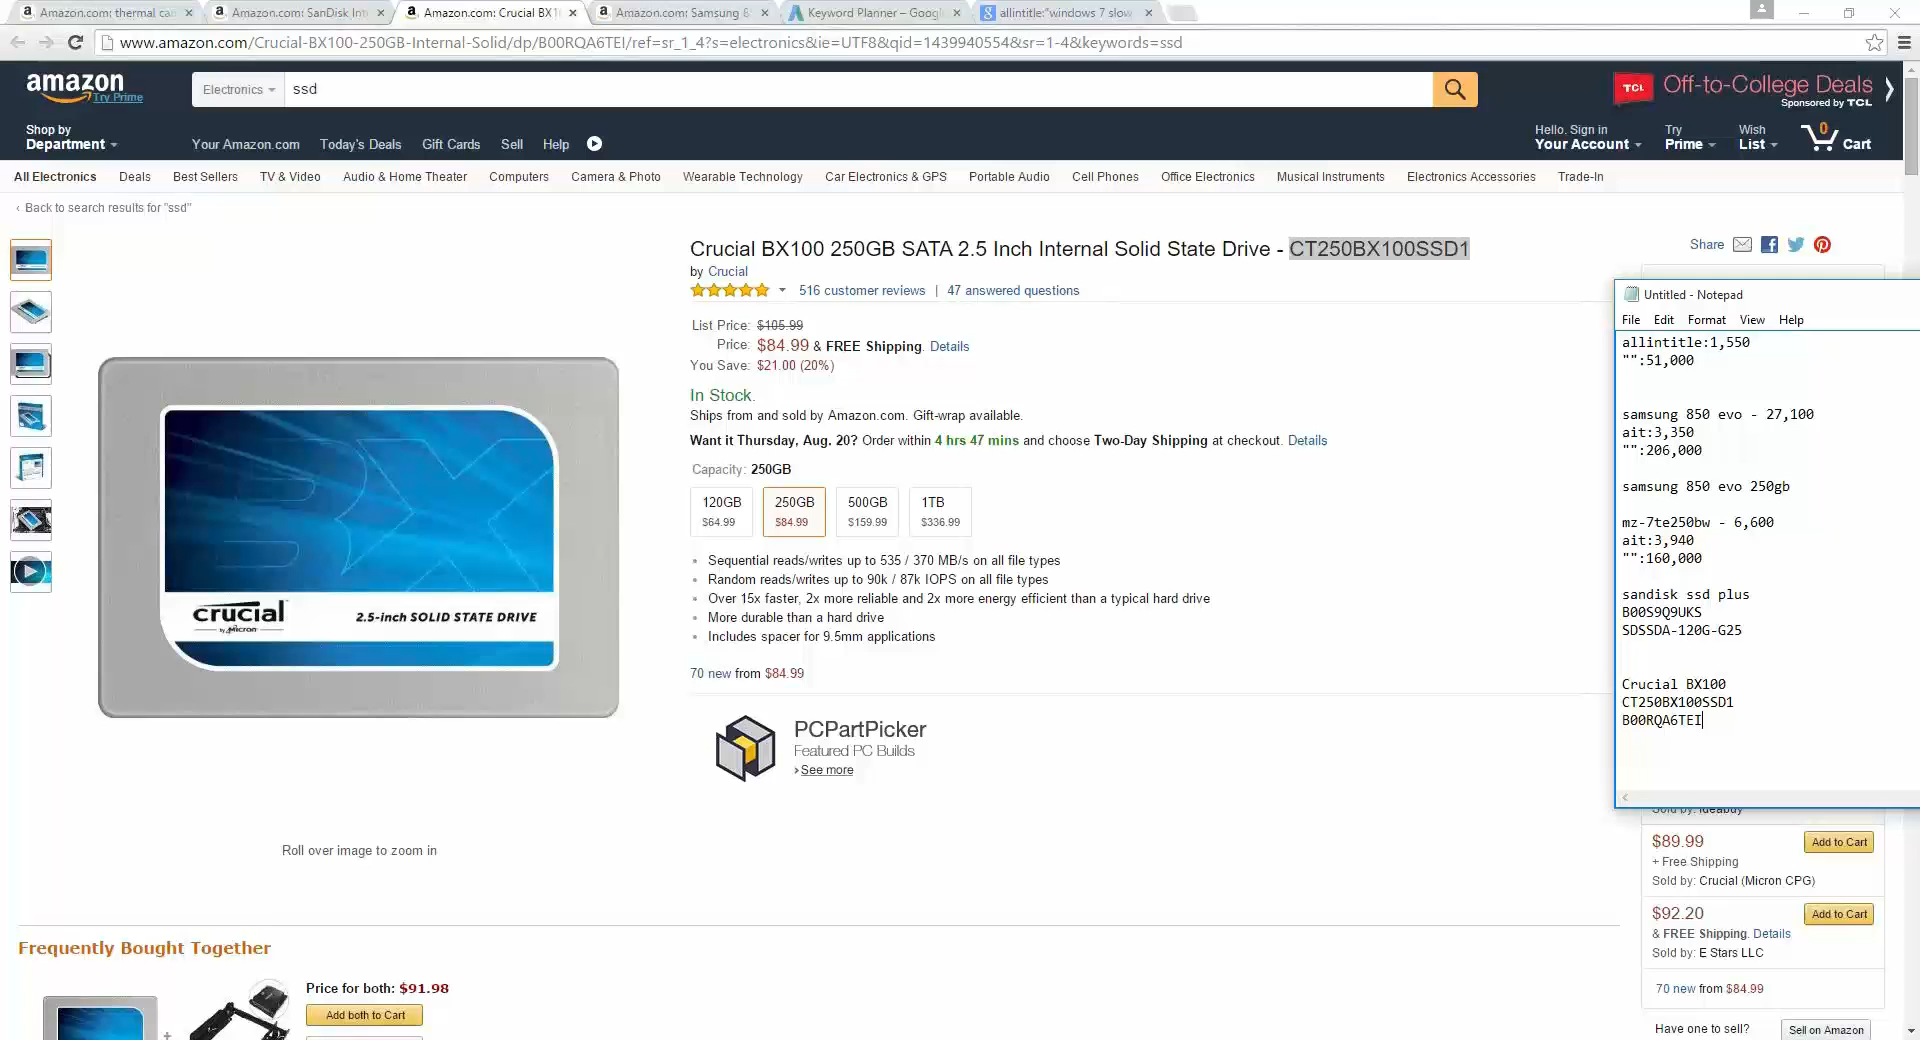 Amazon.com: thermal ca
Amazon.com: SanDisk Int
Amazon.com: Crucial BX1
Amazon.com: Samsung 8
Keyword Planner – Googl
allintitle:"windows 7 slow
www.amazon.com/Crucial-BX100-250GB-Internal-Solid/dp/B00RQA6TEI/ref=sr_1_4?s=electronics&ie=UTF8&qid=1439940554&sr=1-4&keywords=ssd
amazon
Try Prime
Electronics
ssd
TCL
Off-to-College Deals
Sponsored by TCL
Shop by
Department
Your Amazon.com
Today's Deals
Gift Cards
Sell
Help
Hello. Sign in
Your Account
Try
Prime
Wish
List
0
Cart
All Electronics
Deals
Best Sellers
TV & Video
Audio & Home Theater
Computers
Camera & Photo
Wearable Technology
Car Electronics & GPS
Portable Audio
Cell Phones
Office Electronics
Musical Instruments
Electronics Accessories
Trade-In
‹ Back to search results for "ssd"
Crucial BX100 250GB SATA 2.5 Inch Internal Solid State Drive - CT250BX100SSD1
by Crucial
516 customer reviews | 47 answered questions
List Price: $105.99
Price: $84.99 & FREE Shipping. Details
You Save: $21.00 (20%)
In Stock.
Ships from and sold by Amazon.com. Gift-wrap available.
Want it Thursday, Aug. 20? Order within 4 hrs 47 mins and choose Two-Day Shipping at checkout. Details
Capacity: 250GB
120GB
$64.99
250GB
$84.99
500GB
$159.99
1TB
$336.99
Sequential reads/writes up to 535 / 370 MB/s on all file types
Random reads/writes up to 90k / 87k IOPS on all file types
Over 15x faster, 2x more reliable and 2x more energy efficient than a typical hard drive
More durable than a hard drive
Includes spacer for 9.5mm applications
70 new from $84.99
PCPartPicker
Featured PC Builds
› See more
crucial
by Micron
2.5-inch SOLID STATE DRIVE
Roll over image to zoom in
Share
Untitled - Notepad
File Edit Format View Help
allintitle:1,550
"":51,000
samsung 850 evo - 27,100
ait:3,350
"":206,000
samsung 850 evo 250gb
mz-7te250bw - 6,600
ait:3,940
"":160,000
sandisk ssd plus
B00S9Q9UKS
SDSSDA-120G-G25
Crucial BX100
CT250BX100SSD1
B00RQA6TEI
Sold by: ideabuy
$89.99
Add to Cart
+ Free Shipping
Sold by: Crucial (Micron CPG)
$92.20
Add to Cart
& FREE Shipping. Details
Sold by: E Stars LLC
70 new from $84.99
Have one to sell?
Sell on Amazon
Frequently Bought Together
Price for both: $91.98
Add both to Cart